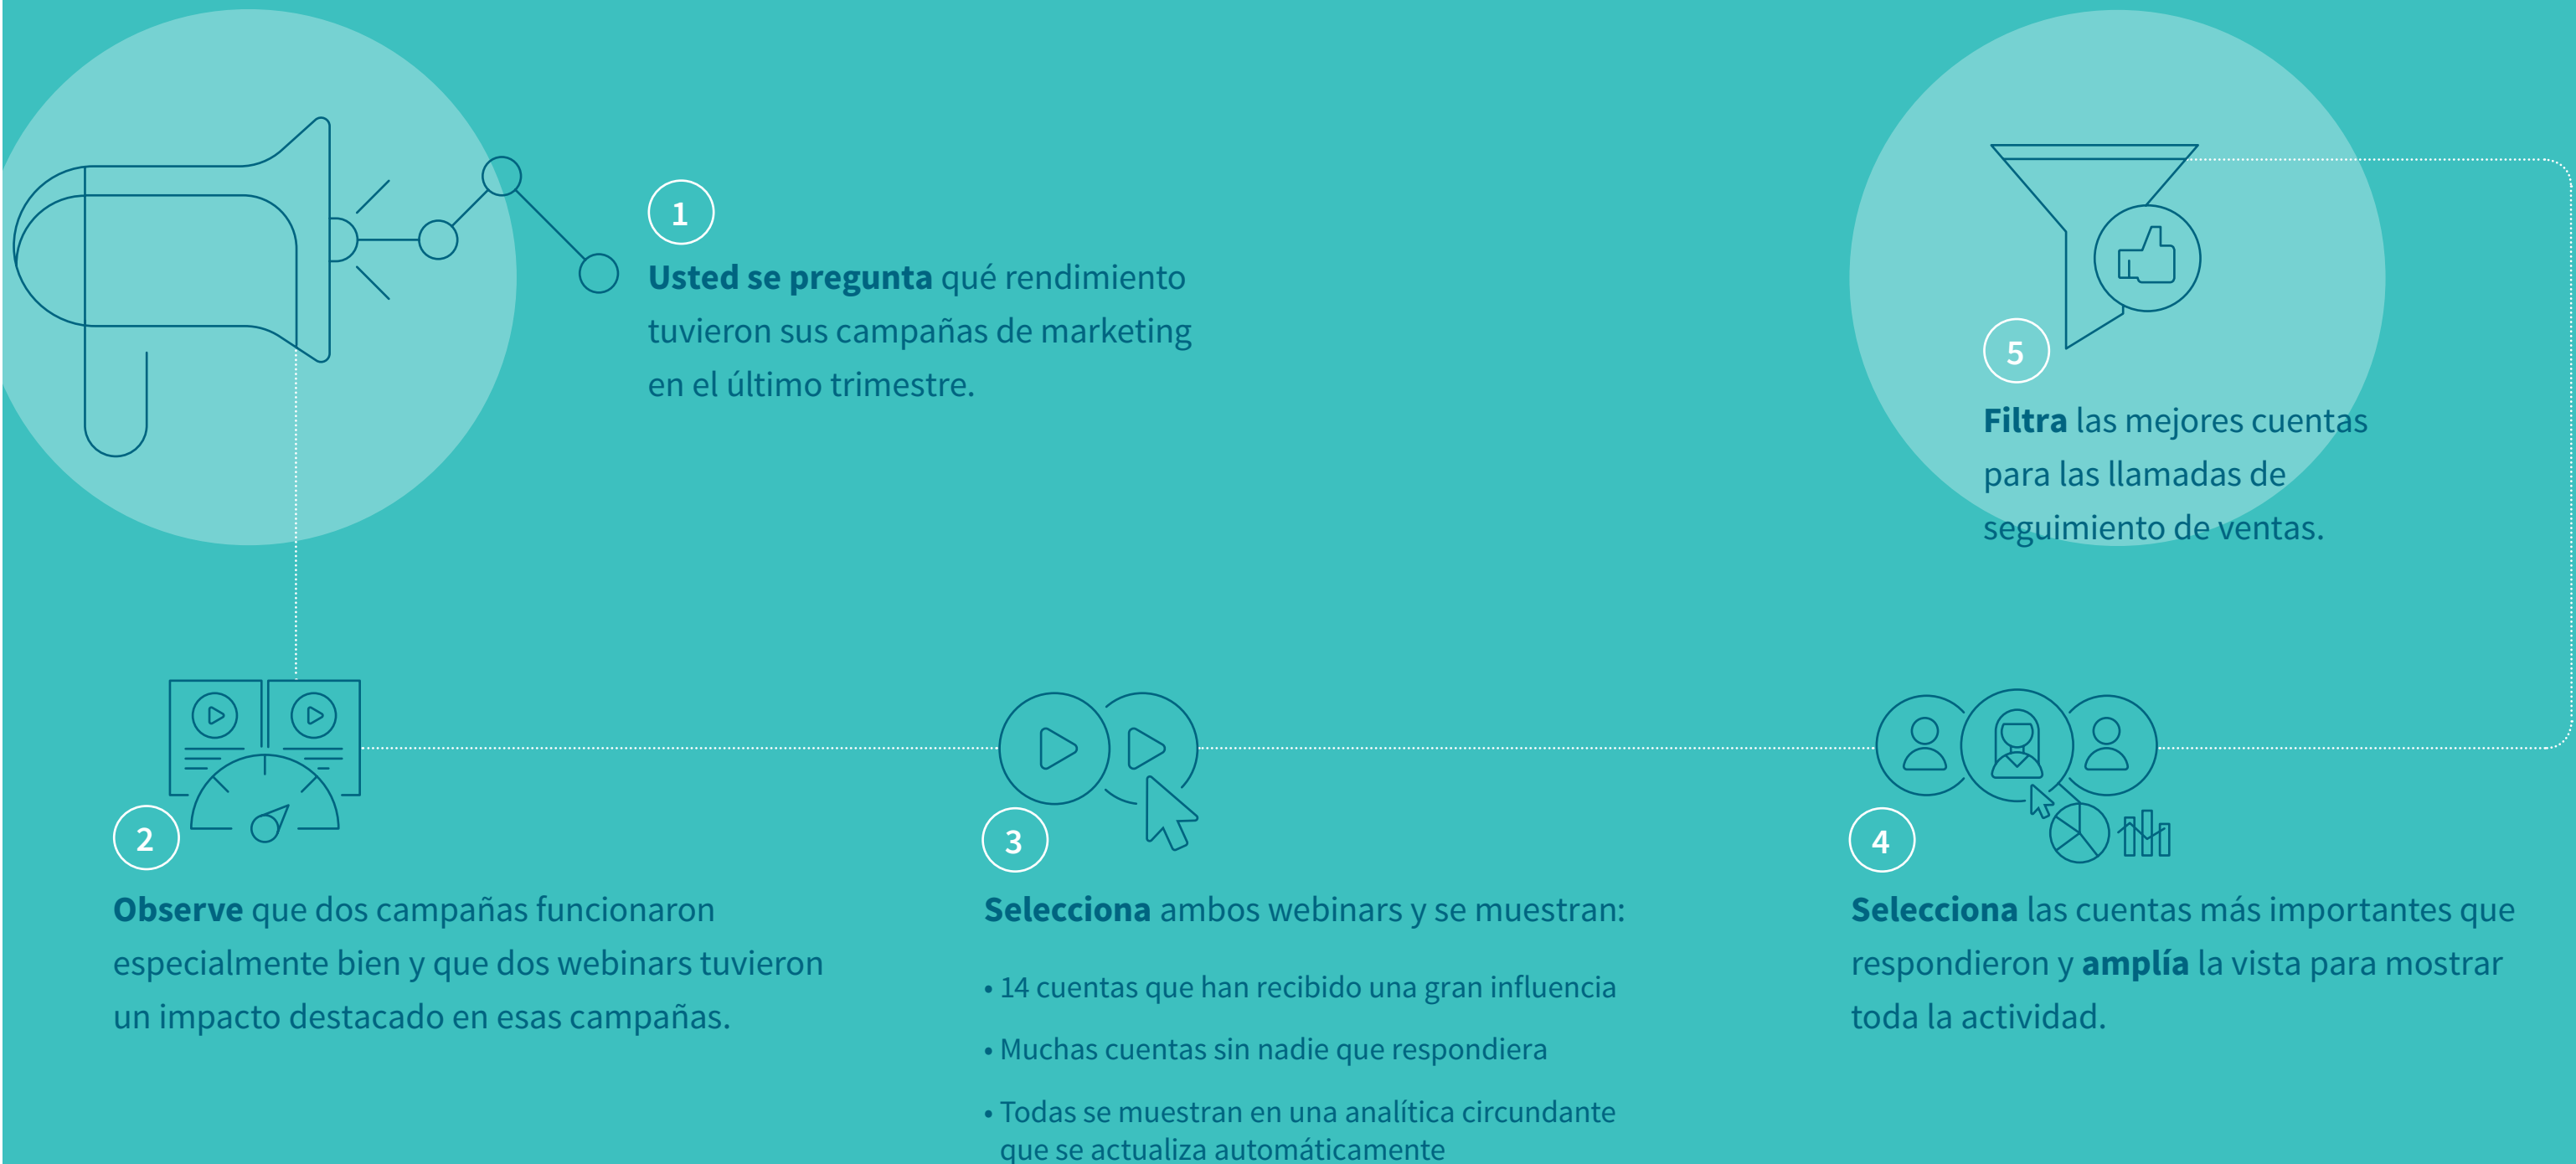 1
Usted se pregunta qué rendimiento
tuvieron sus campañas de marketing
en el último trimestre.
2
Observe que dos campañas funcionaron
especialmente bien y que dos webinars tuvieron
un impacto destacado en esas campañas.
3
Selecciona ambos webinars y se muestran:
• 14 cuentas que han recibido una gran influencia
• Muchas cuentas sin nadie que respondiera
• Todas se muestran en una analítica circundante
que se actualiza automáticamente
4
Selecciona las cuentas más importantes que
respondieron y amplía la vista para mostrar
toda la actividad.
5
Filtra las mejores cuentas
para las llamadas de
seguimiento de ventas.